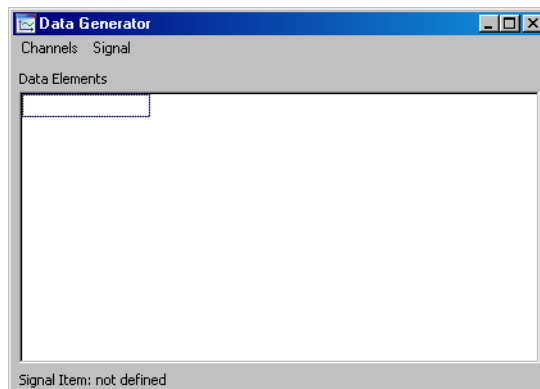 Data Generator
Channels Signal
Data Elements
Signal Item: not defined